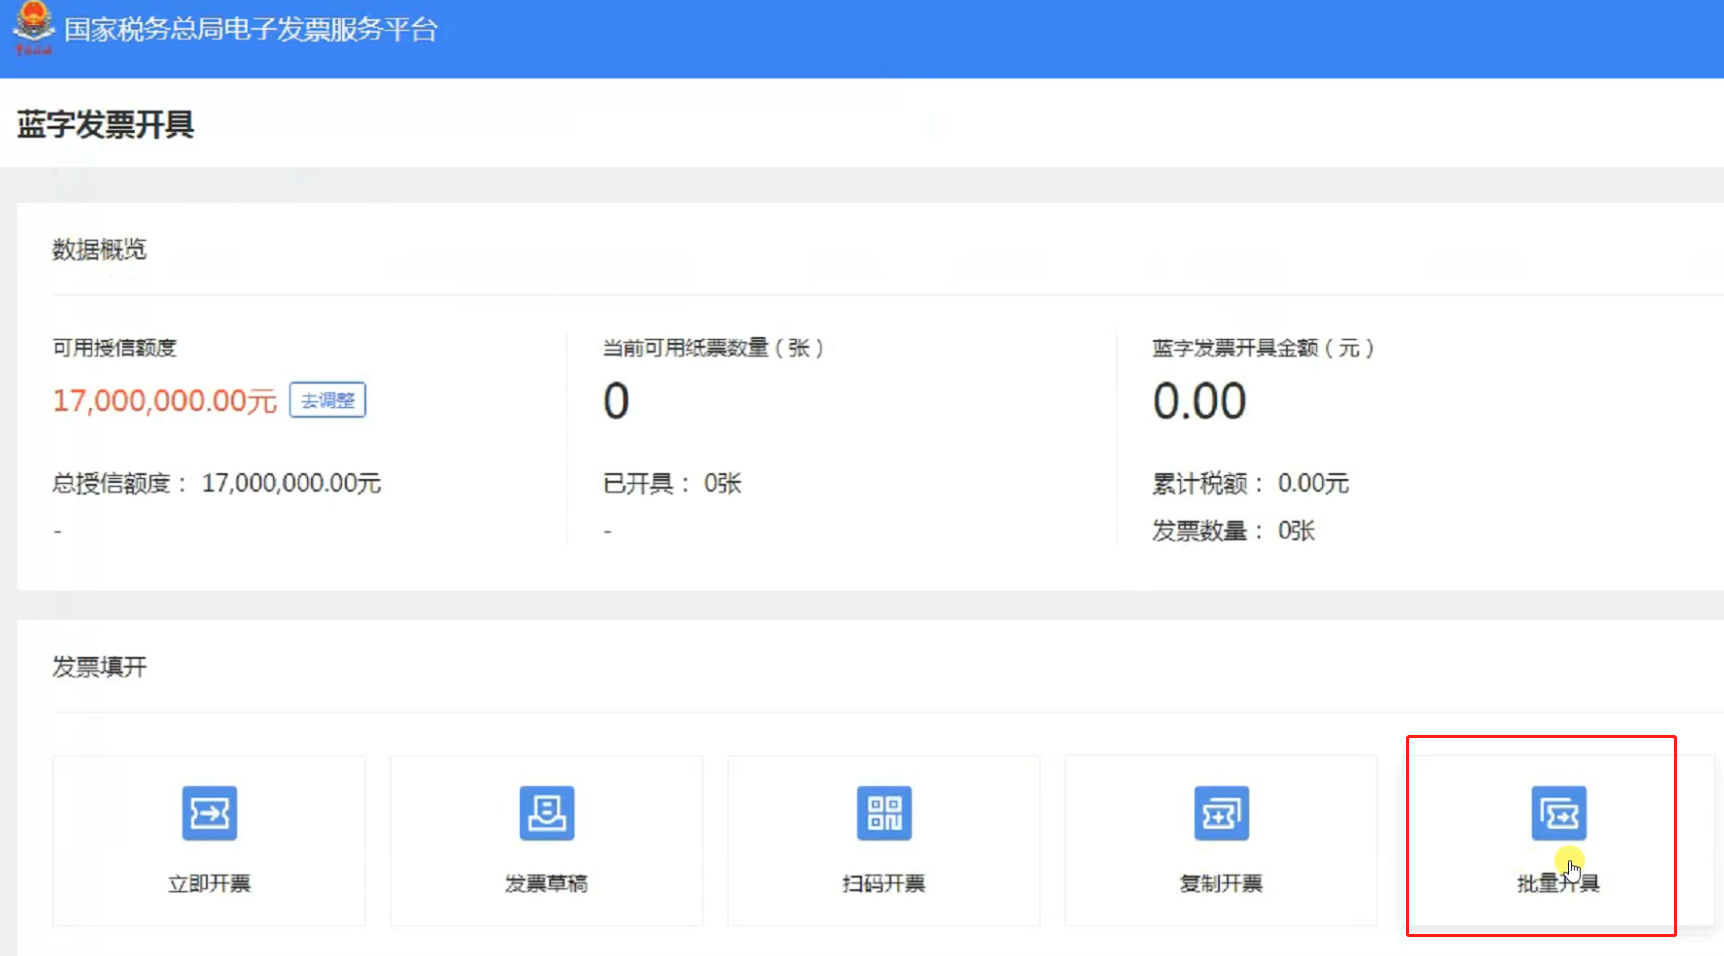 国家税务总局电子发票服务平台
蓝字发票开具
数据概览
可用授信额度
17,000,000.00元 去调整
总授信额度： 17,000,000.00元
-
当前可用纸票数量（张）
0
已开具： 0张
-
蓝字发票开具金额（元）
0.00
累计税额： 0.00元
发票数量： 0张
发票填开
立即开票
发票草稿
扫码开票
复制开票
批量开具